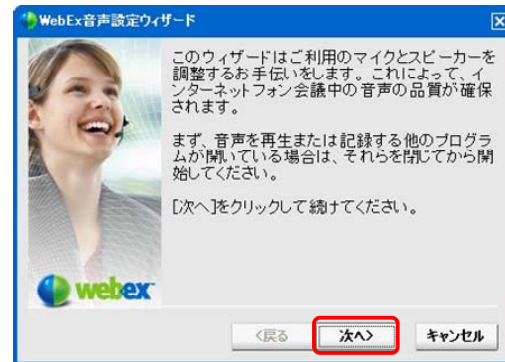 WebEx音声設定ウィザード
このウィザードはご利用のマイクとスピーカーを
調整するお手伝いをします。これによって、イ
ンターネットフォン会議中の音声の品質が確保
されます。
まず、音声を再生または記録する他のプログラ
ムが開いている場合は、それらを閉じてから開
始してください。
[次へ]をクリックして続けてください。
webex
<戻る
次へ>
キャンセル